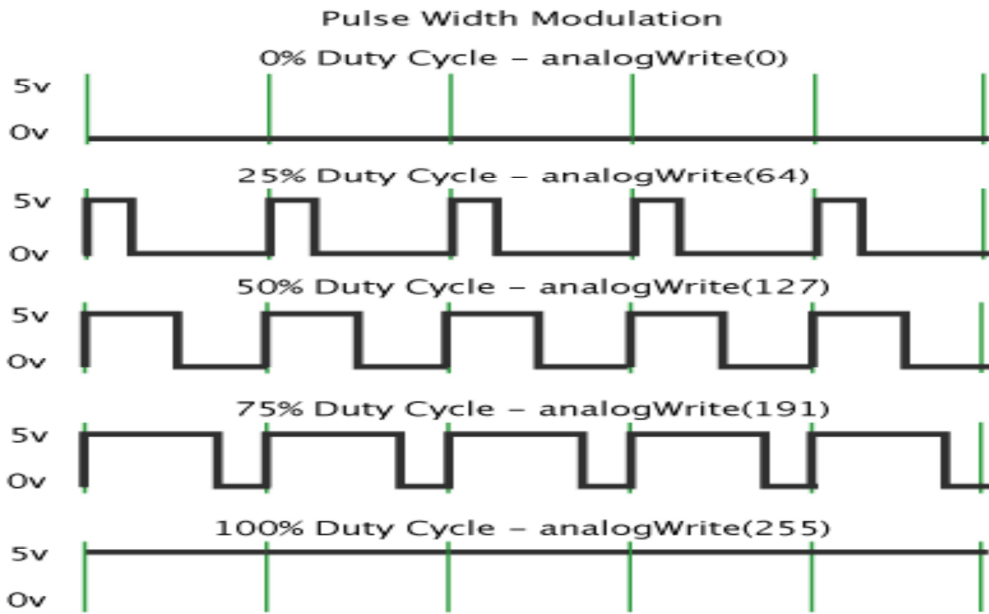 Pulse Width Modulation
0% Duty Cycle – analogWrite(0)
5v
0v
25% Duty Cycle – analogWrite(64)
5v
0v
50% Duty Cycle – analogWrite(127)
5v
0v
75% Duty Cycle – analogWrite(191)
5v
0v
100% Duty Cycle – analogWrite(255)
5v
0v